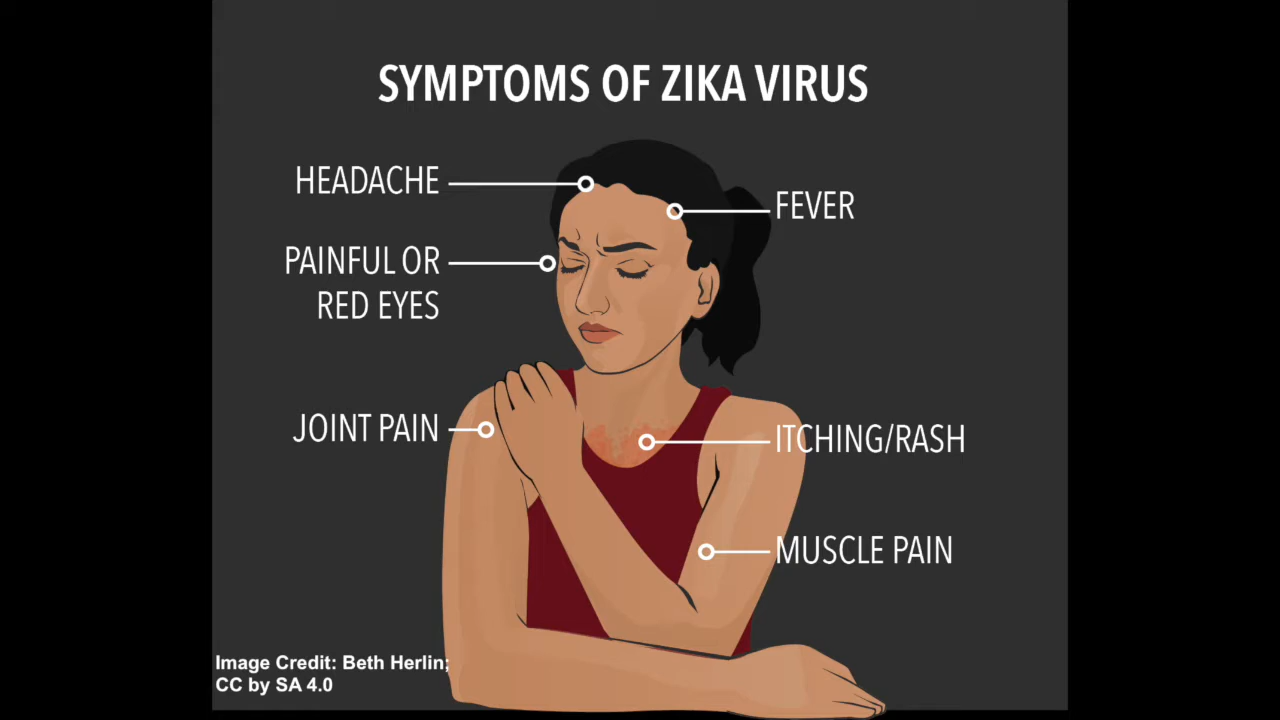 SYMPTOMS OF ZIKA VIRUS
HEADACHE
FEVER
PAINFUL OR
RED EYES
JOINT PAIN
ITCHING/RASH
MUSCLE PAIN
Image Credit: Beth Herlin;
CC by SA 4.0